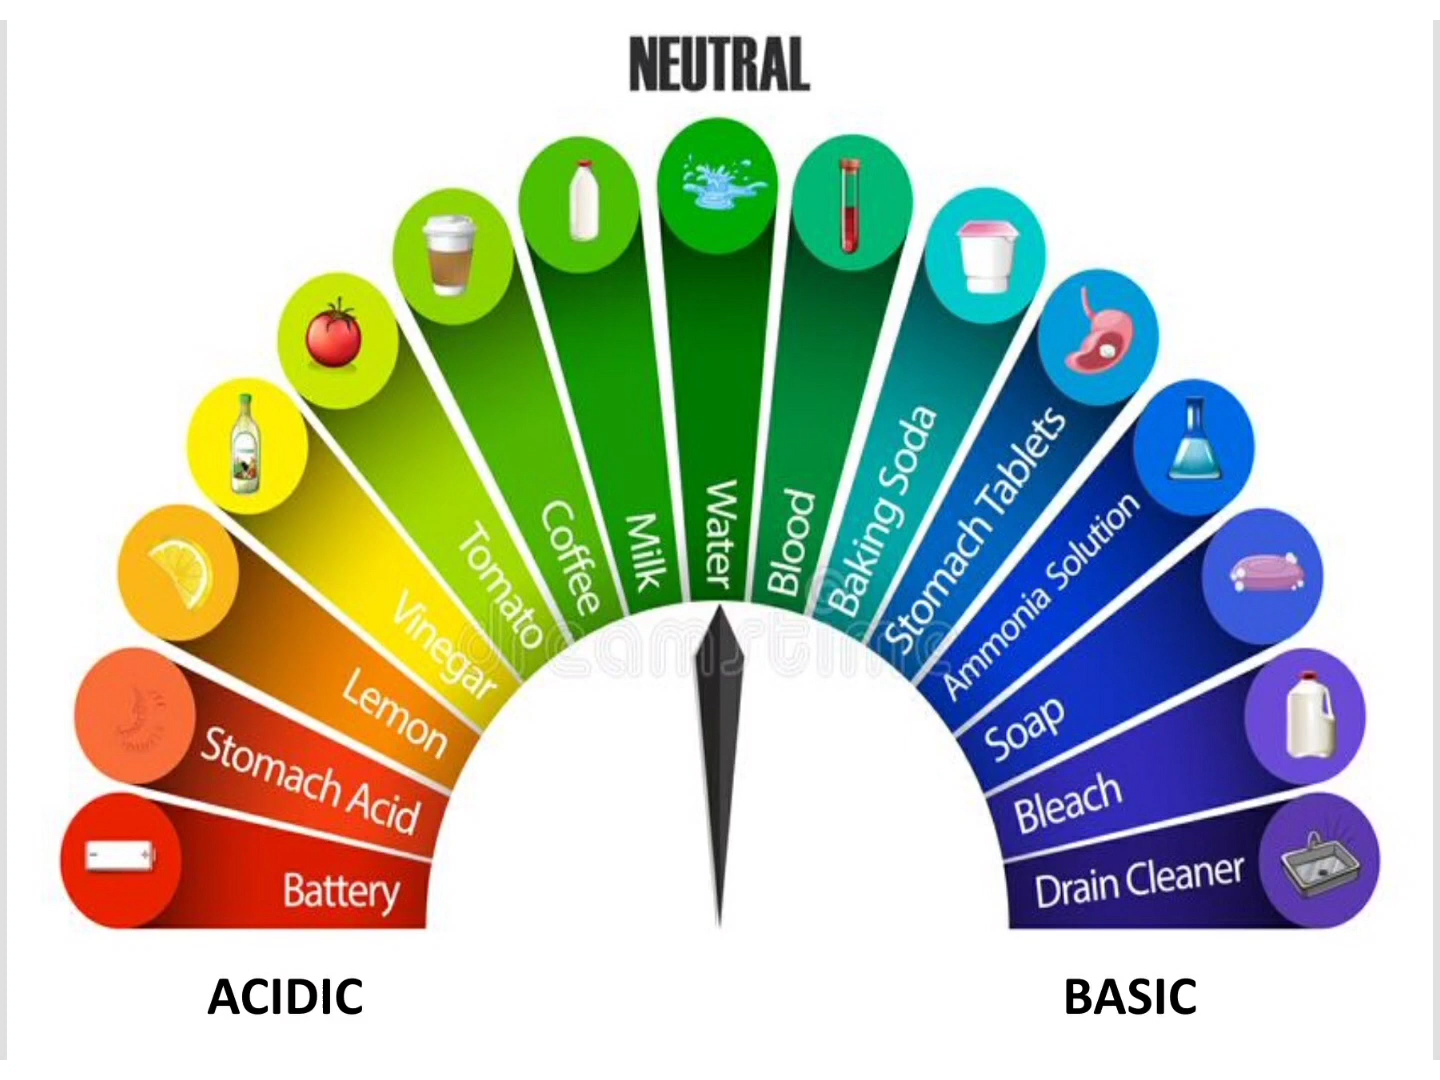 NEUTRAL
Battery
Stomach Acid
Lemon
Vinegar
Tomato
Coffee
Milk
Water
Blood
Baking Soda
Stomach Tablets
Ammonia Solution
Soap
Bleach
Drain Cleaner
dreamstime
ACIDIC
BASIC